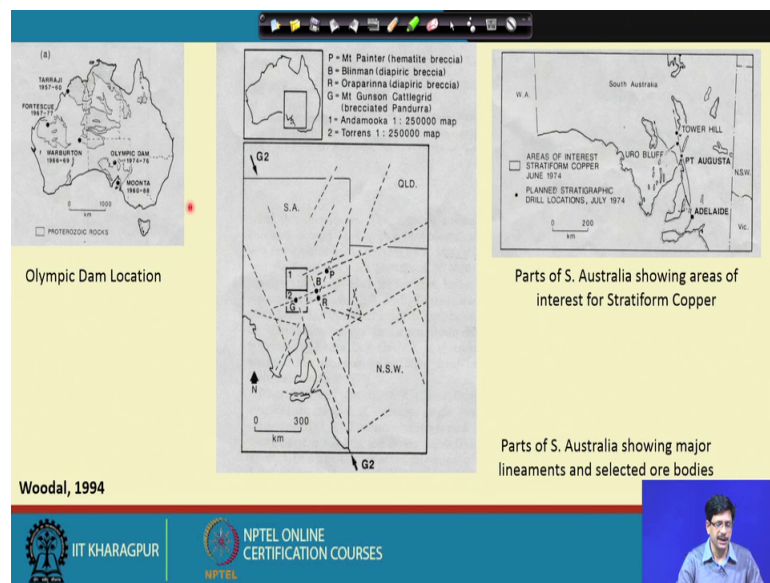 (a)
TARRAJI
1957-60
FORTESCUE
1967-77
WARBURTON
1966-69
OLYMPIC DAM
1974-76
MOONTA
1960-68
0 1000
km
PROTEROZOIC ROCKS
Olympic Dam Location
Woodal, 1994
P = Mt Painter (hematite breccia)
B = Blinman (diapiric breccia)
R = Oraparinna (diapiric breccia)
G = Mt Gunson Cattlegrid
(brecciated Pandurra)
1 = Andamooka 1 : 250000 map
2 = Torrens 1 : 250000 map
G2
QLD.
S.A.
1
P
B
2
G
R
N.S.W.
N
0 300
km
G2
W.A.
South Australia
TOWER HILL
URO BLUFF
PT AUGUSTA
AREAS OF INTEREST
STRATIFORM COPPER
JUNE 1974
N.S.W.
PLANNED STRATIGRAPHIC
DRILL LOCATIONS, JULY 1974
ADELAIDE
0 200
km
Vic.
Parts of S. Australia showing areas of
interest for Stratiform Copper
Parts of S. Australia showing major
lineaments and selected ore bodies
IIT KHARAGPUR
NPTEL
NPTEL ONLINE
CERTIFICATION COURSES